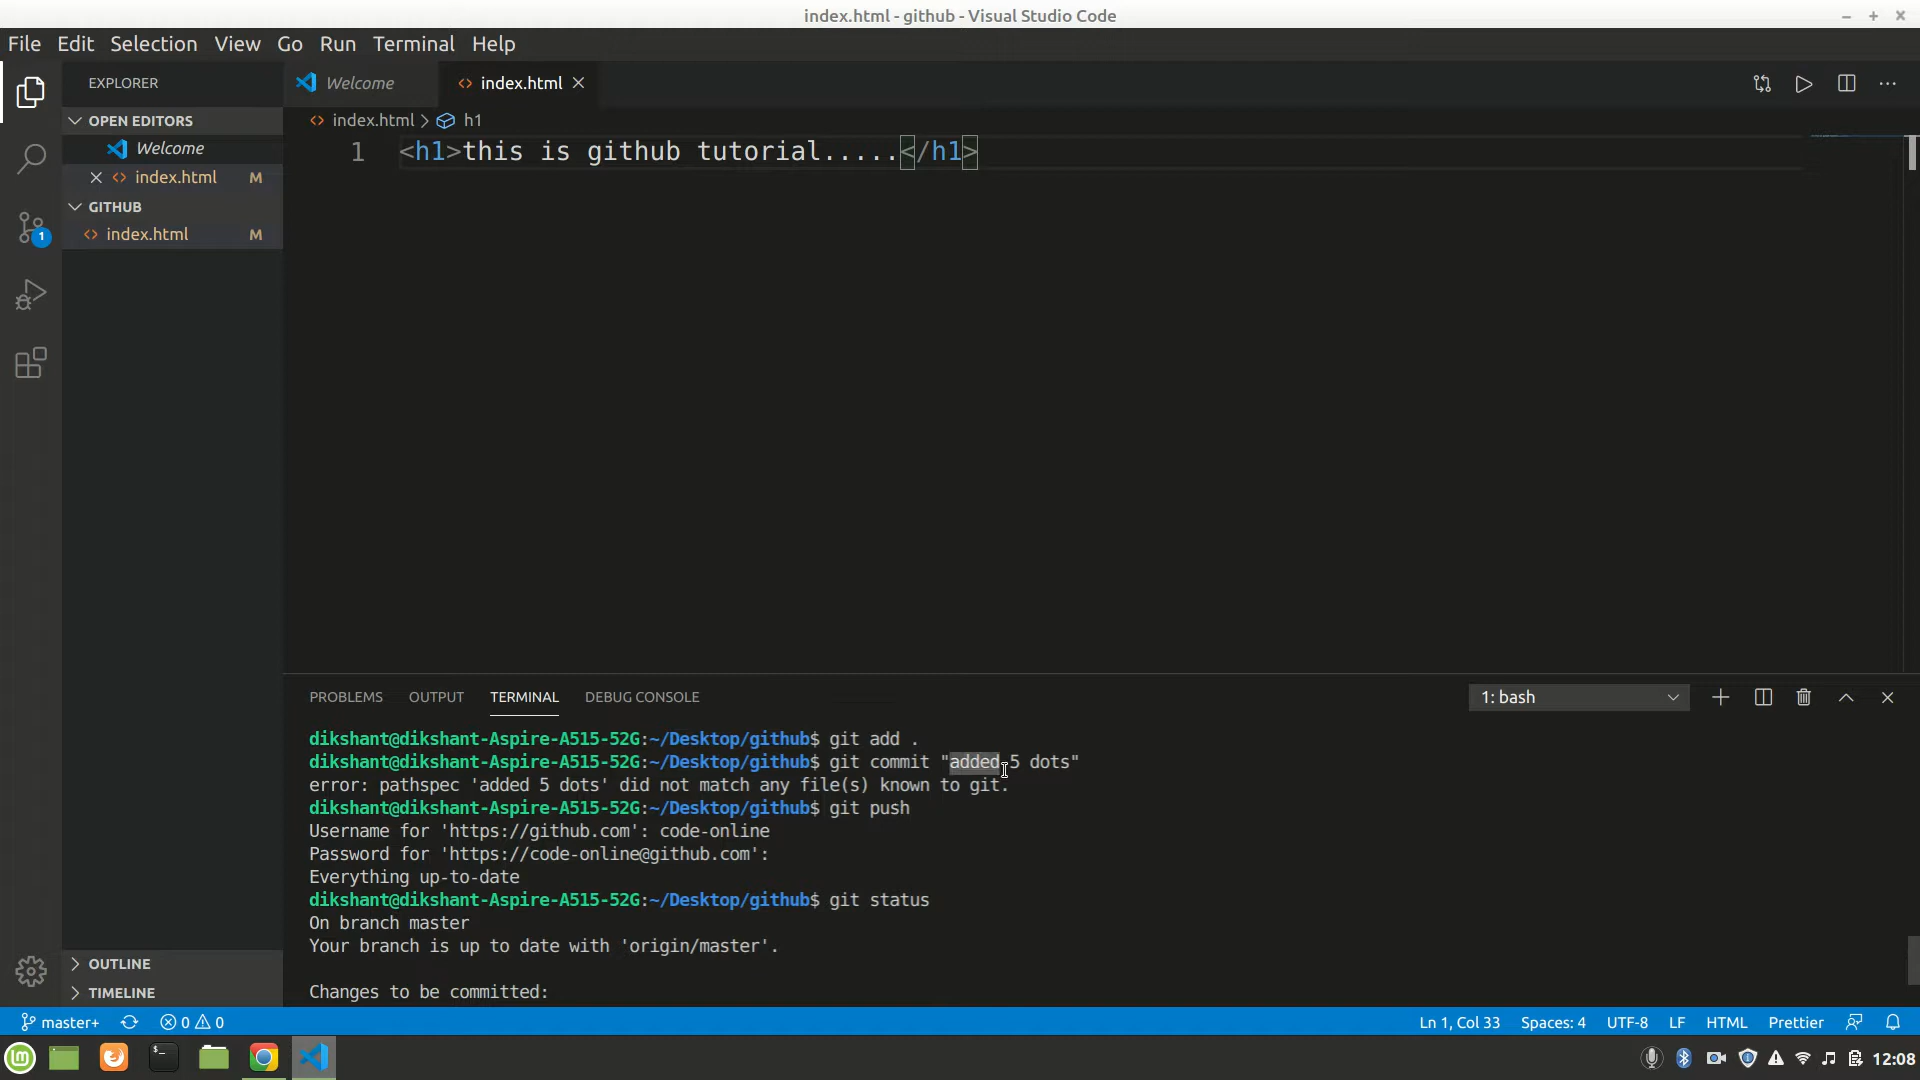 index.html - github - Visual Studio Code
File Edit Selection View Go Run Terminal Help
EXPLORER
OPEN EDITORS
Welcome
index.html M
GITHUB
index.html M
1
OUTLINE
TIMELINE
Welcome
index.html
index.html > h1
1 <h1>this is github tutorial.....</h1>
PROBLEMS OUTPUT TERMINAL DEBUG CONSOLE
1: bash
dikshant@dikshant-Aspire-A515-52G:~/Desktop/github$ git add .
dikshant@dikshant-Aspire-A515-52G:~/Desktop/github$ git commit "added 5 dots"
error: pathspec 'added 5 dots' did not match any file(s) known to git.
dikshant@dikshant-Aspire-A515-52G:~/Desktop/github$ git push
Username for 'https://github.com': code-online
Password for 'https://code-online@github.com':
Everything up-to-date
dikshant@dikshant-Aspire-A515-52G:~/Desktop/github$ git status
On branch master
Your branch is up to date with 'origin/master'.
Changes to be committed:
master+ 0 0
Ln 1, Col 33 Spaces: 4 UTF-8 LF HTML Prettier
12:08